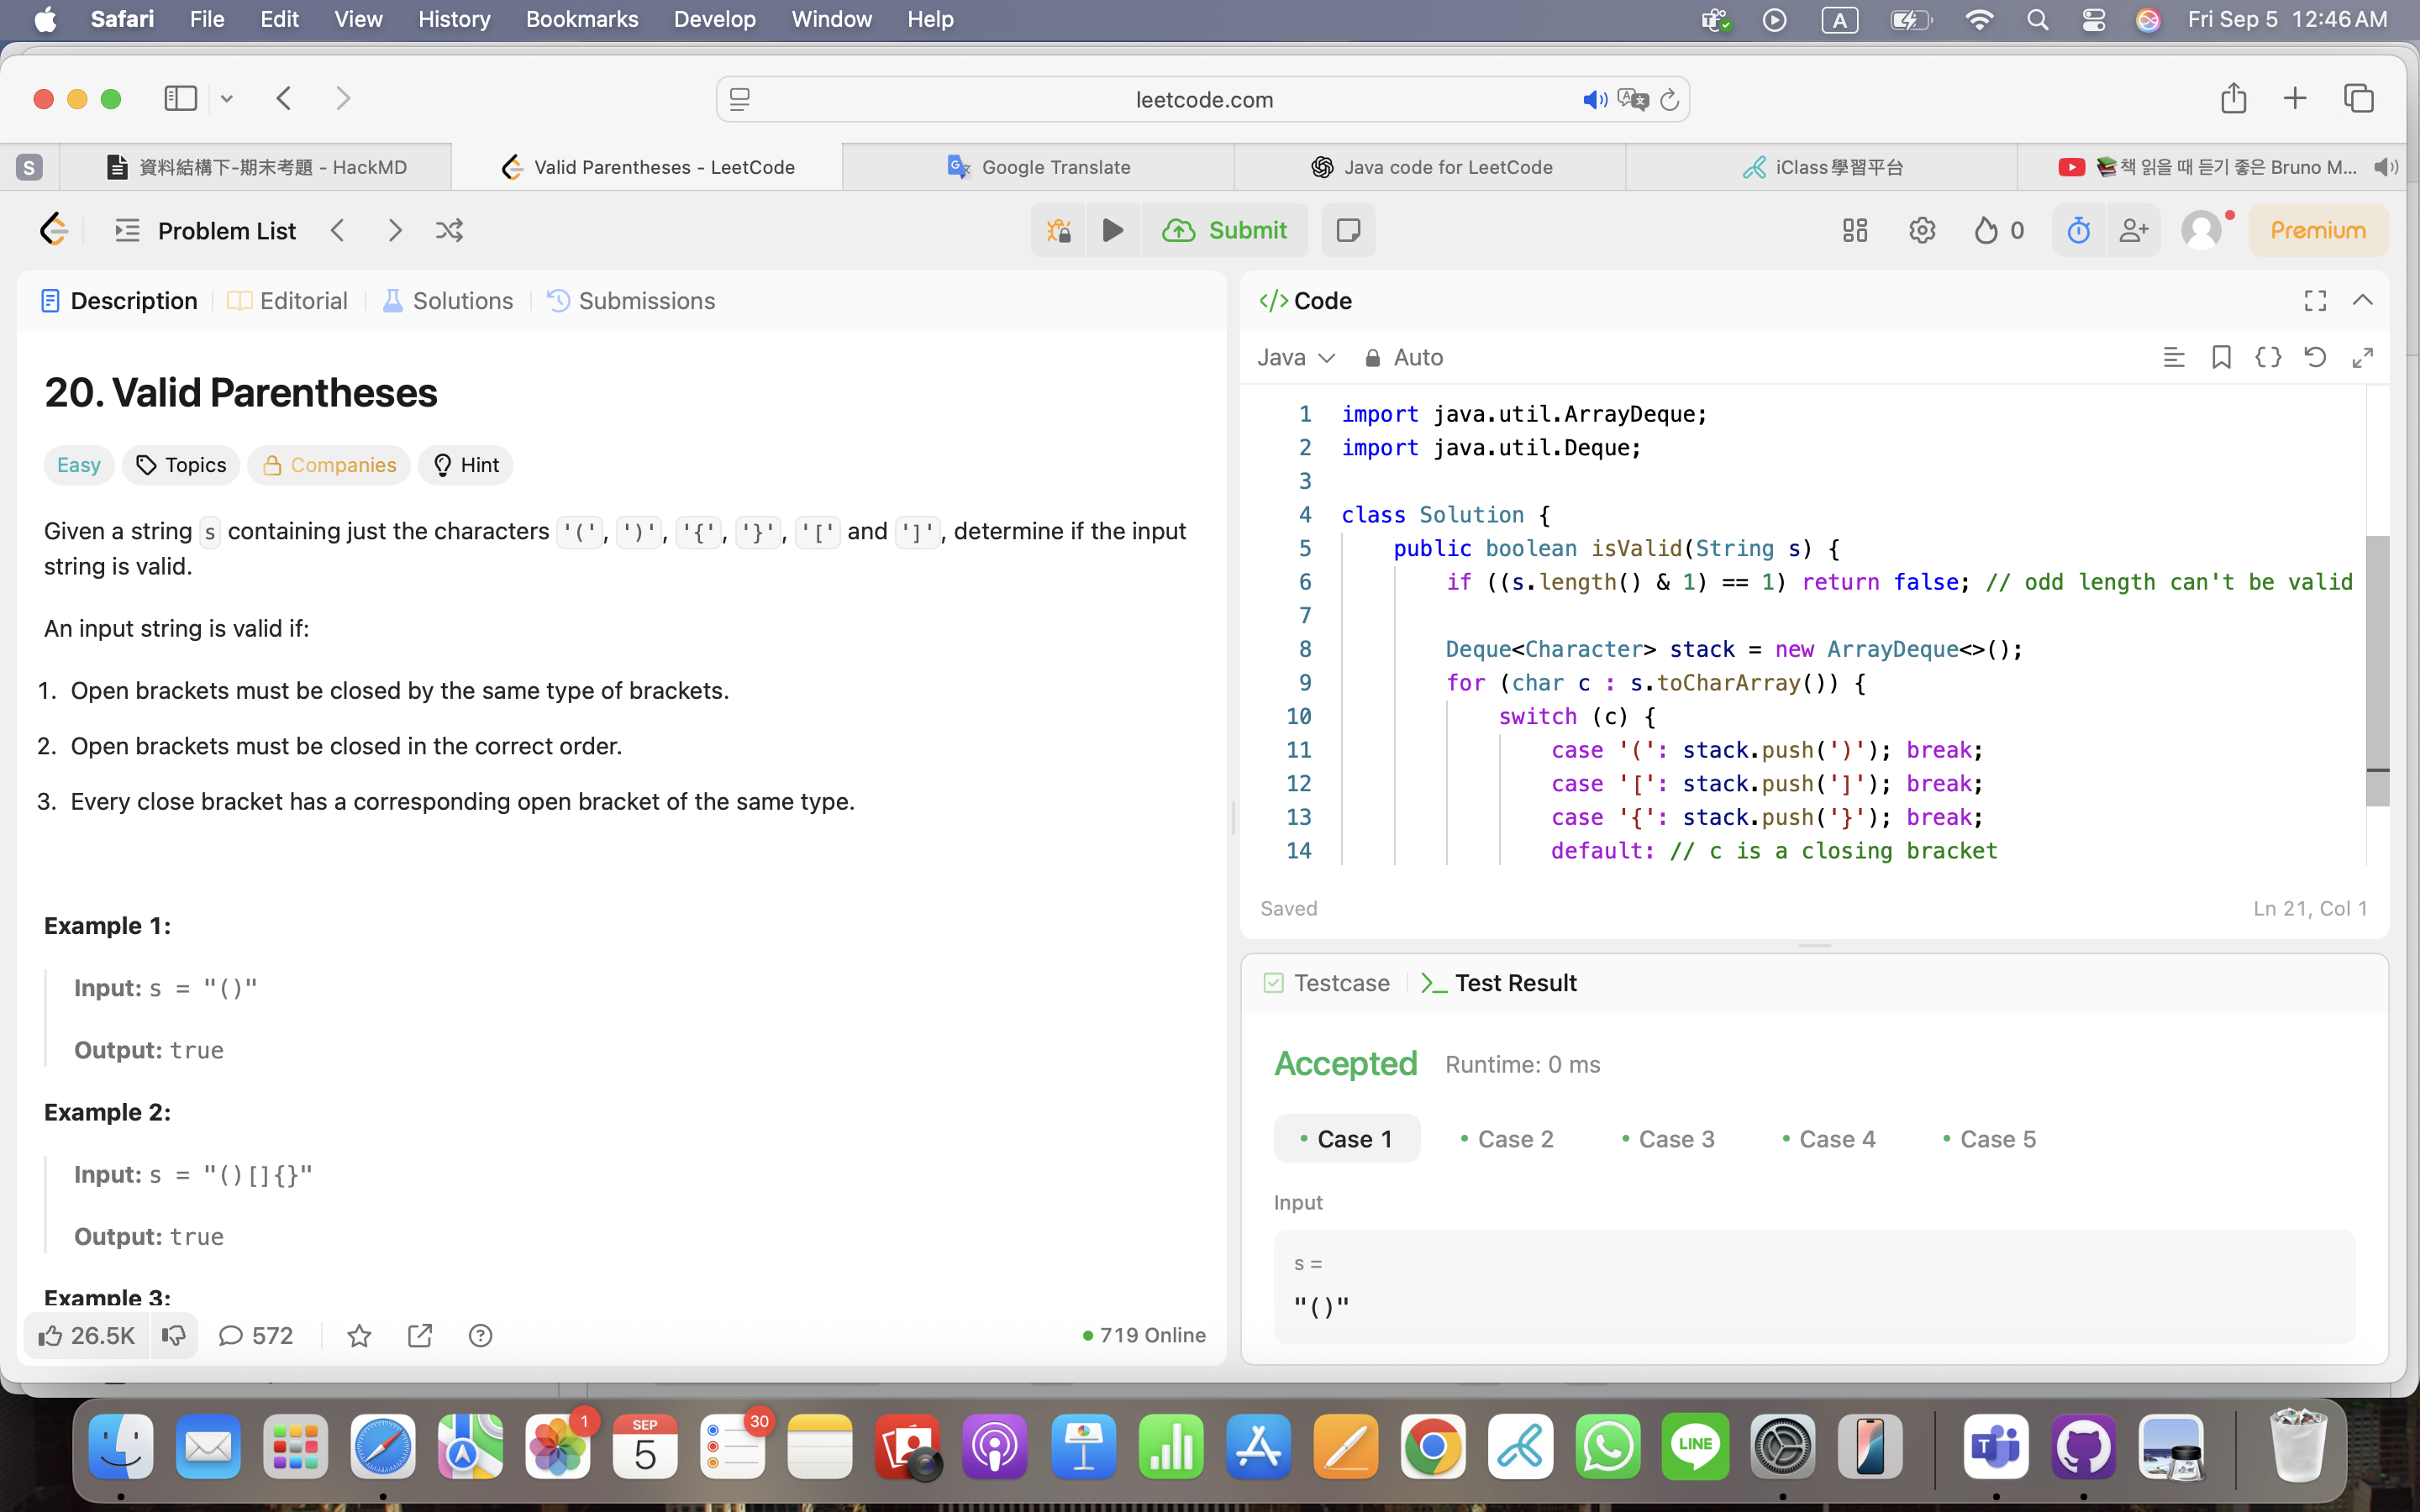 Safari File Edit View History Bookmarks Develop Window Help A Fri Sep 5 12:46 AM
leetcode.com
S 資料結構下-期末考題 - HackMD Valid Parentheses - LeetCode Google Translate Java code for LeetCode iClass 學習平台 책 읽을 때 듣기 좋은 Bruno M...
Problem List Submit 0 Premium
Description Editorial Solutions Submissions
20. Valid Parentheses
Easy Topics Companies Hint
Given a string s containing just the characters '(', ')', '{', '}', '[' and ']', determine if the input
string is valid.
An input string is valid if:
1. Open brackets must be closed by the same type of brackets.
2. Open brackets must be closed in the correct order.
3. Every close bracket has a corresponding open bracket of the same type.
Example 1:
Input: s = "()"
Output: true
Example 2:
Input: s = "()[]{}"
Output: true
Example 3:
26.5K 572 719 Online
</> Code
Java Auto
1 import java.util.ArrayDeque;
2 import java.util.Deque;
3
4 class Solution {
5 public boolean isValid(String s) {
6 if ((s.length() & 1) == 1) return false; // odd length can't be valid
7
8 Deque<Character> stack = new ArrayDeque<>();
9 for (char c : s.toCharArray()) {
10 switch (c) {
11 case '(': stack.push(')'); break;
12 case '[': stack.push(']'); break;
13 case '{': stack.push('}'); break;
14 default: // c is a closing bracket
Saved Ln 21, Col 1
Testcase >_ Test Result
Accepted Runtime: 0 ms
Case 1 Case 2 Case 3 Case 4 Case 5
Input
s =
"()"
1 SEP 5 30 LINE T